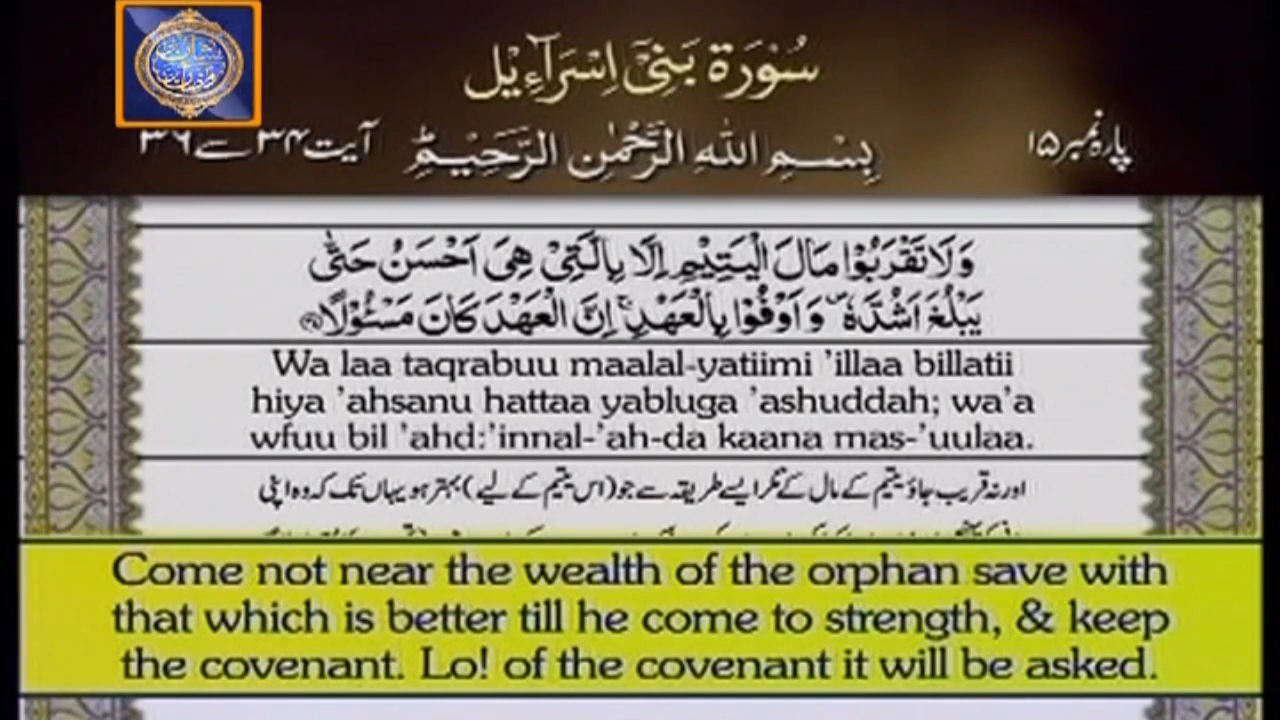 سُوْرَةُ بَنِیْٓ اِسْرَآءِیْل
پارہ نمبر ۱۵
بِسْمِ اللهِ الرَّحْمٰنِ الرَّحِیْمِ
آیت ۳۴ سے ۳۶
وَلَا تَقْرَبُوْا مَالَ الْیَتِیْمِ اِلَّا بِالَّتِیْ هِیَ اَحْسَنُ حَتّٰی
یَبْلُغَ اَشُدَّهٗ ۪ وَ اَوْفُوْا بِالْعَهْدِ ۚ اِنَّ الْعَهْدَ کَانَ مَسْئُوْلًا
Wa laa taqrabuu maalal-yatiimi 'illaa billatii
hiya 'ahsanu hattaa yabluga 'ashuddah; wa'a
wfuu bil 'ahd:'innal-'ah-da kaana mas-'uulaa.
اور نہ قریب جاؤ یتیم کے مال کے مگر ایسے طریقہ سے جو (اس یتیم کے لیے) بہتر ہو یہاں تک کہ وہ اپنی
Come not near the wealth of the orphan save with
that which is better till he come to strength, & keep
the covenant. Lo! of the covenant it will be asked.